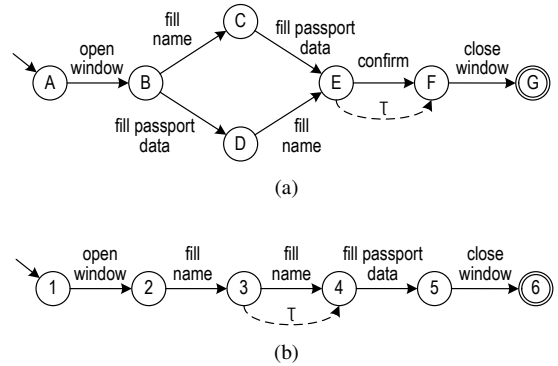 fill
name
C
fill passport
data
open
window
confirm
close
window
A
B
E
F
G
τ
fill passport
data
D
fill
name
(a)
open
window
fill
name
fill
name
fill passport
data
close
window
1
2
3
4
5
6
τ
(b)